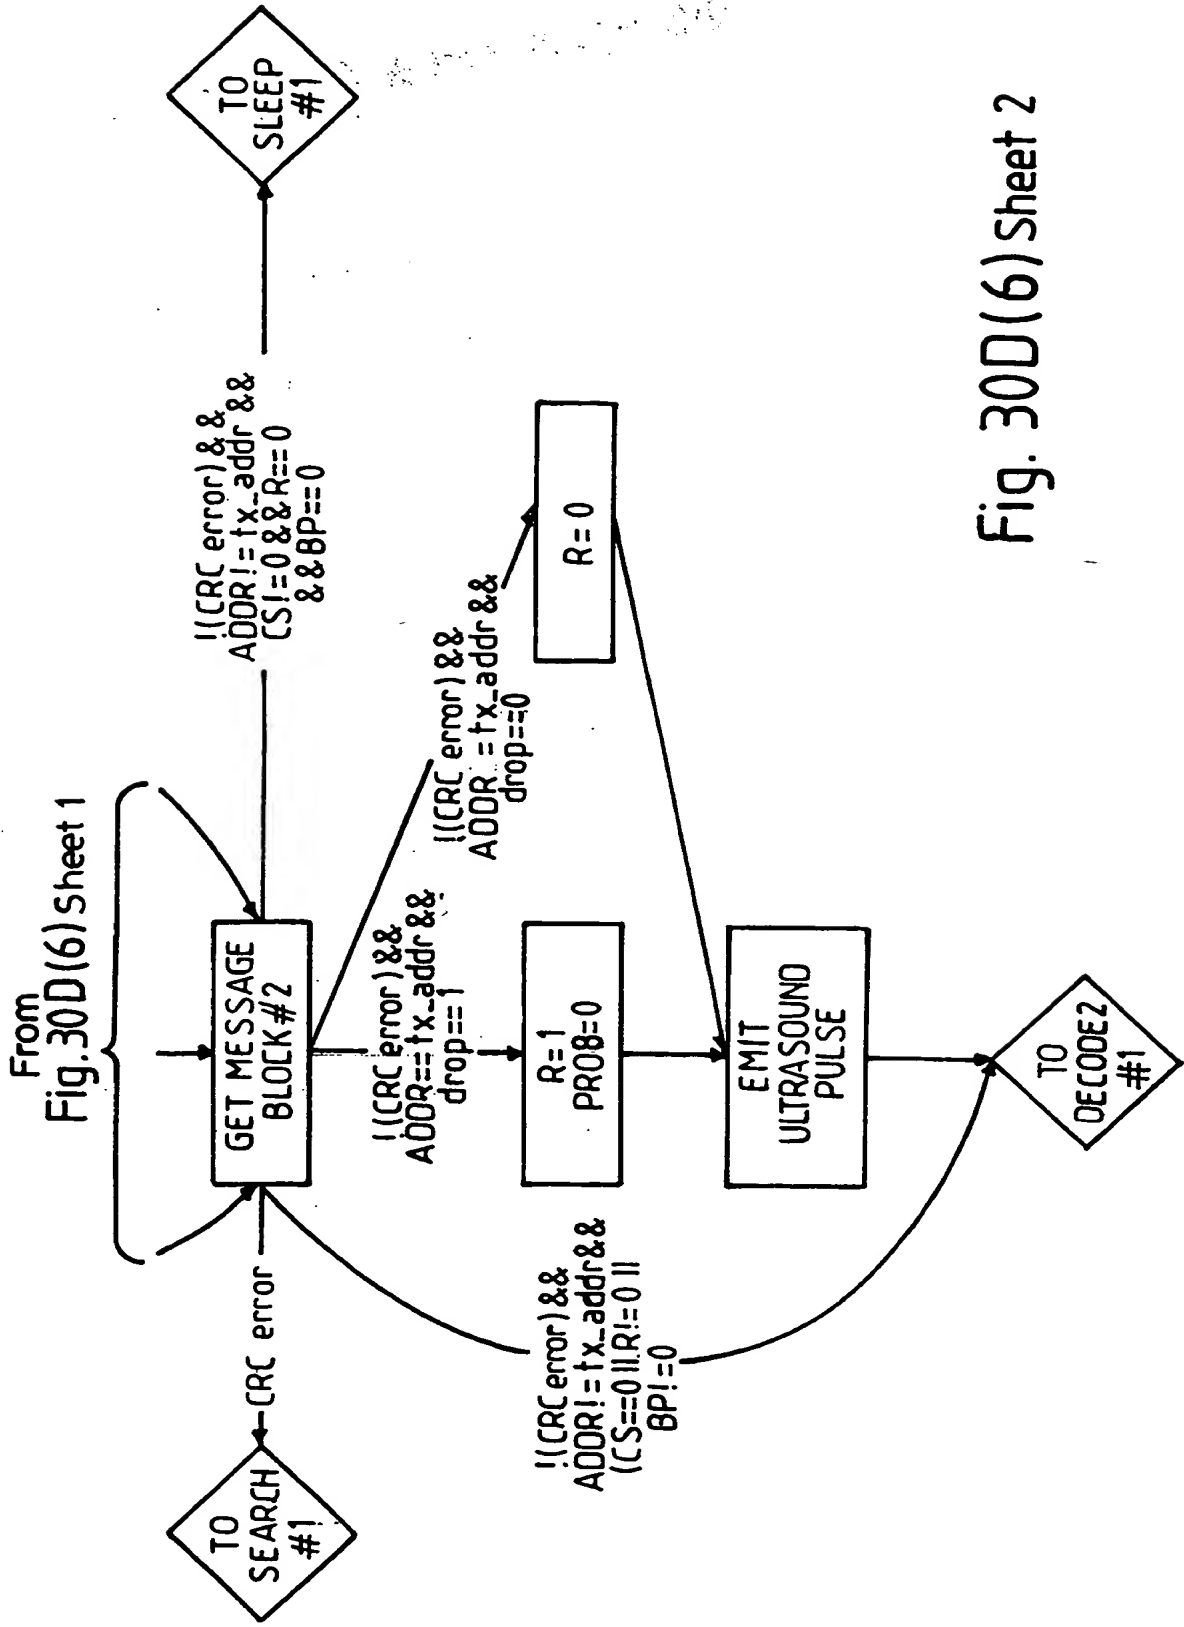 From
Fig.30D(6) sheet 1
GET MESSAGE
BLOCK #2
TO
SEARCH
#1
CRC error
!(CRC error) &&
ADDR!=tx_addr &&
CS!=0 && R==0
&&BP==0
TO
SLEEP
#1
!(CRC error) &&
ADDR!=tx_addr&&
(CS==0 || R!=0 ||
BP!=0
!(CRC error) &&
ADDR==tx_addr &&
drop==1
!(CRC error) &&
ADDR =tx_addr &&
drop==0
R=1
PROB=0
R=0
EMIT
ULTRASOUND
PULSE
TO
DECODE2
#1
Fig. 30D(6) Sheet 2